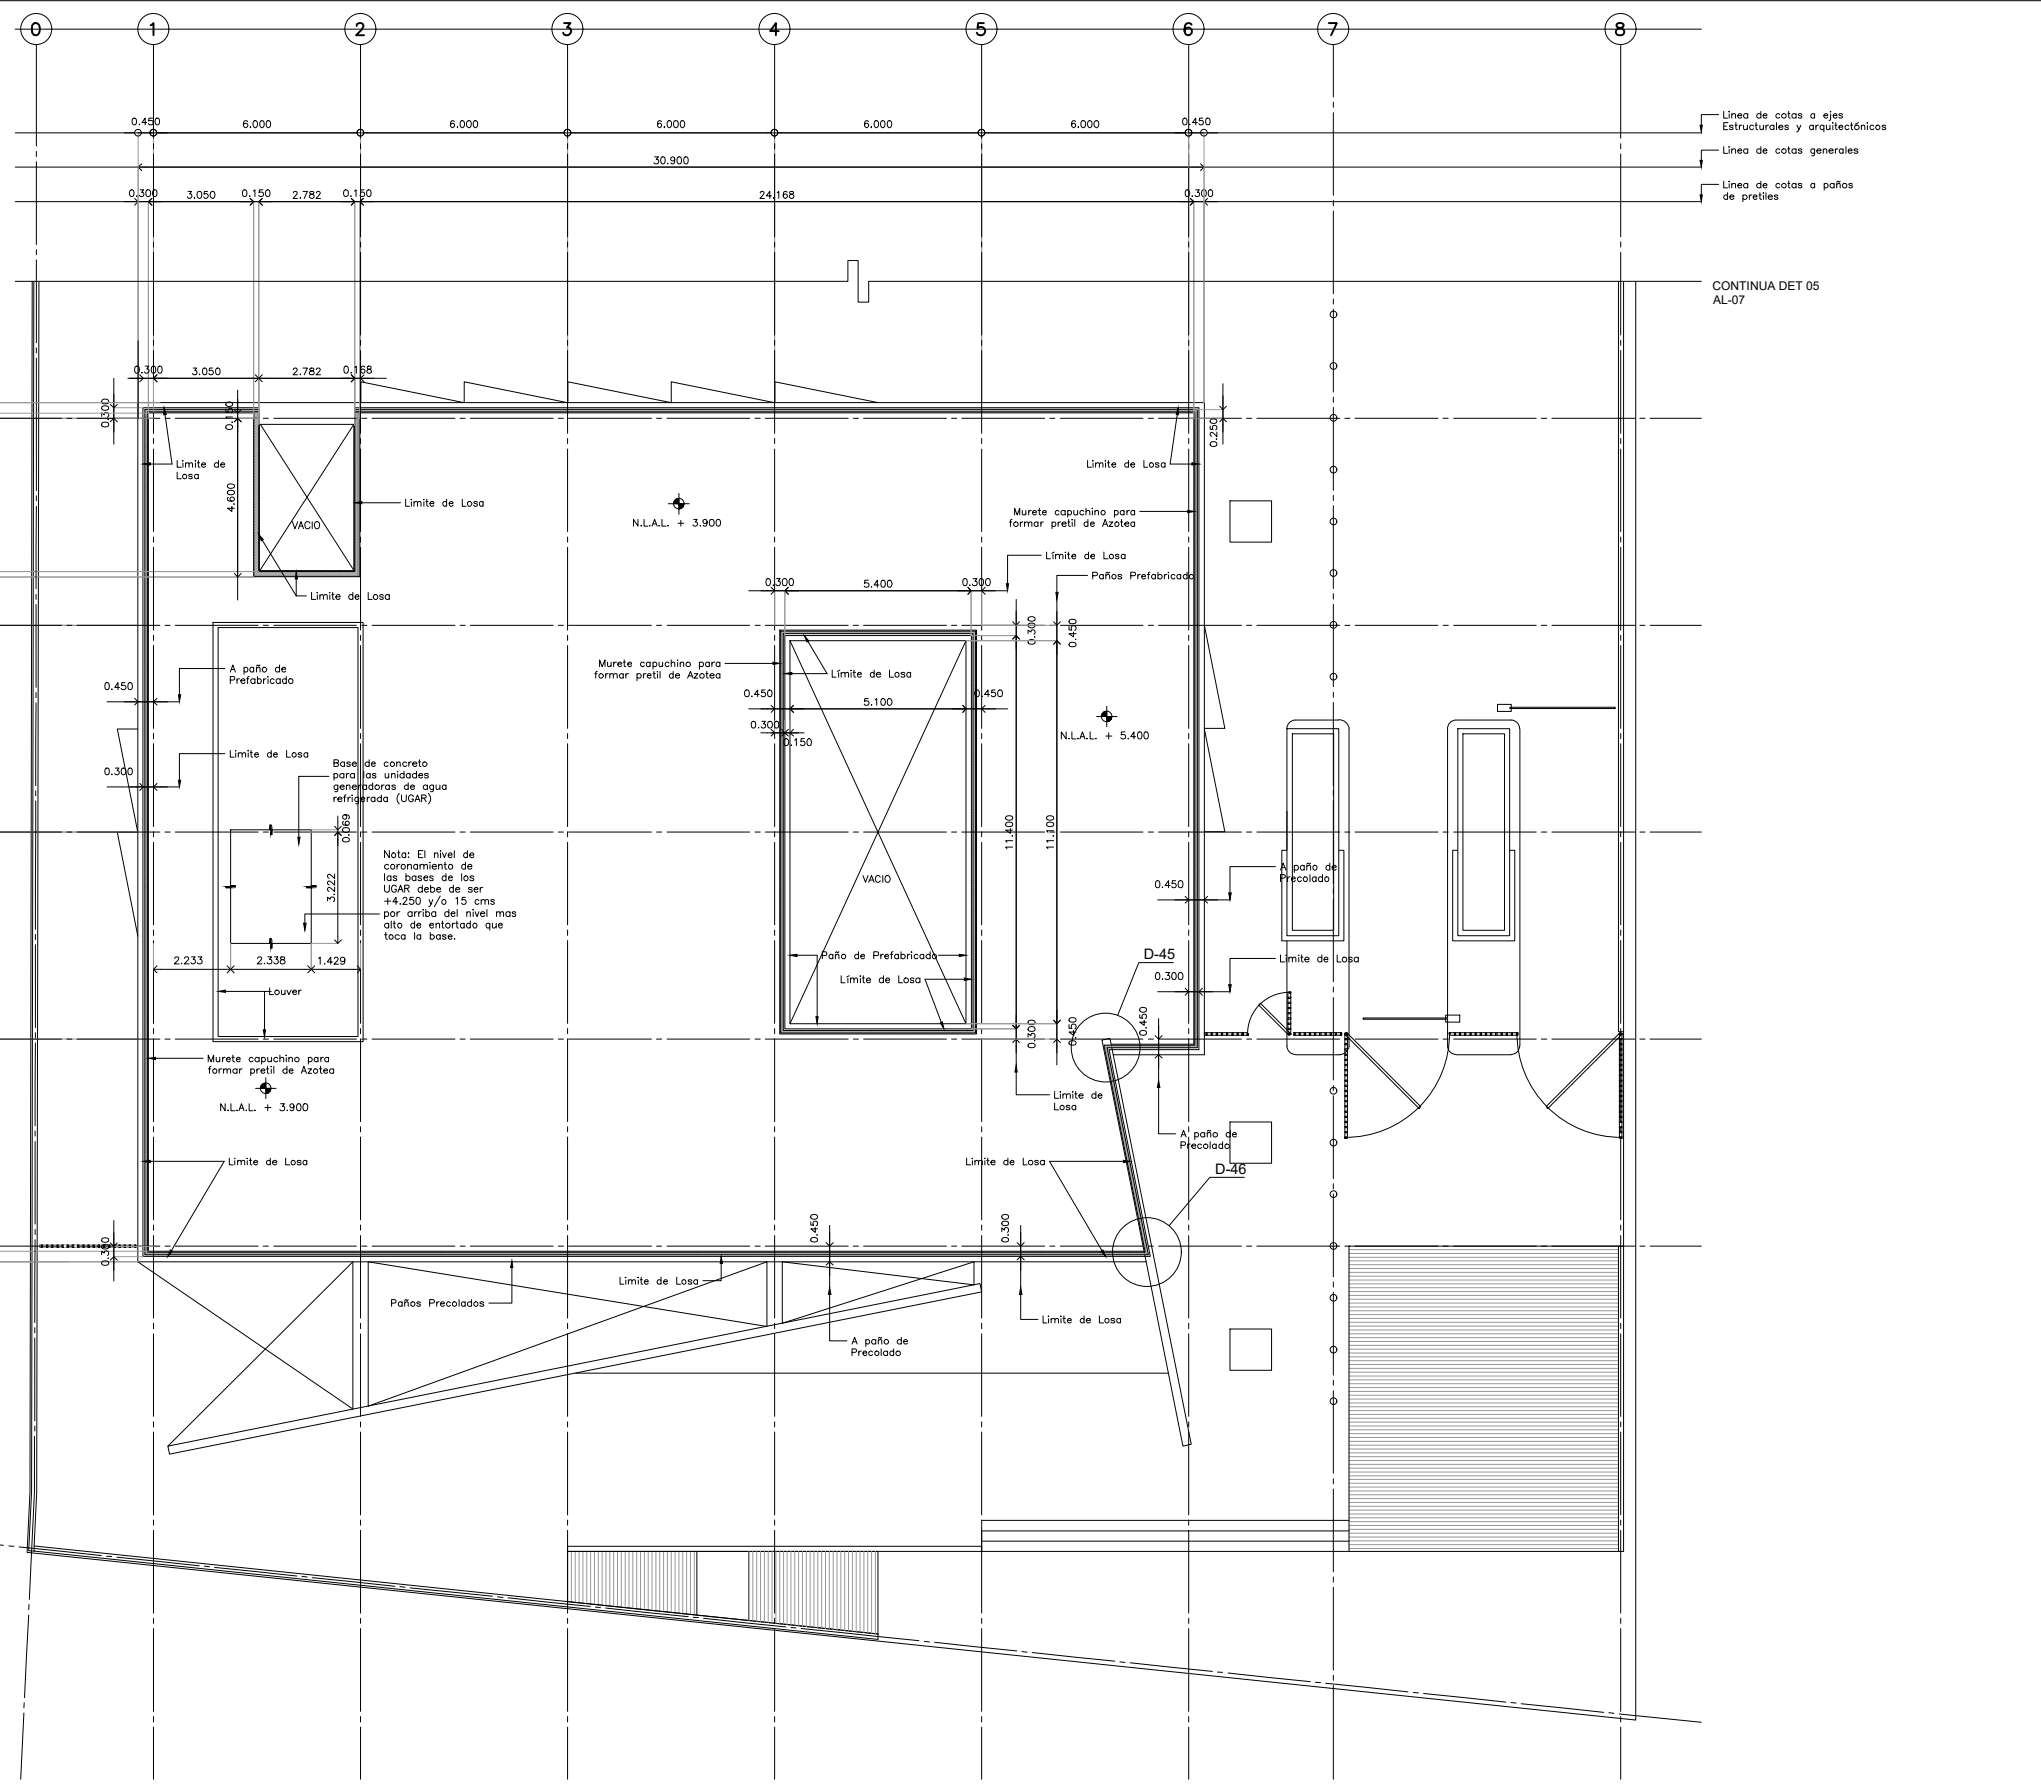 0 1 2 3 4 5 6 7 8
0.450 6.000 6.000 6.000 6.000 6.000 0.450
Linea de cotas a ejes
Estructurales y arquitectónicos
30.900
Linea de cotas generales
0.300 3.050 0.150 2.782 0.150 24.168 0.300
Linea de cotas a paños
de pretiles
CONTINUA DET 05
AL-07
0.300 3.050 2.782 0.168
0.300
0.150
0.250
Limite de
Losa
Limite de Losa
4.600
Limite de Losa
VACIO
N.L.A.L. + 3.900
Murete capuchino para
formar pretil de Azotea
Límite de Losa
Paños Prefabricado
Limite de Losa
0.300 5.400 0.300
0.300
0.450
A paño de
Prefabricado
Murete capuchino para
formar pretil de Azotea
Límite de Losa
0.450
0.450 5.100 0.450
0.300
0.150
N.L.A.L. + 5.400
Limite de Losa
0.300
Base de concreto
para las unidades
generadoras de agua
refrigerada (UGAR)
0.069
11.400
11.100
Nota: El nivel de
coronamiento de
las bases de los
UGAR debe de ser
+4.250 y/o 15 cms
por arriba del nivel mas
alto de entortado que
toca la base.
3.222
VACIO
A paño de
Precolado
0.450
2.233 2.338 1.429
Paño de Prefabricado
D-45
Límite de Losa
Limite de Losa
0.300
Louver
0.300
0.450
0.450
Murete capuchino para
formar pretil de Azotea
N.L.A.L. + 3.900
Limite de
Losa
A paño de
Precolado
Limite de Losa
Limite de Losa
D-46
0.300
0.450
0.300
Limite de Losa
Paños Precolados
Limite de Losa
A paño de
Precolado